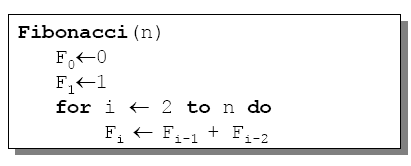 Fibonacci(n)
F₀←0
F₁←1
for i ← 2 to n do
Fᵢ ← Fᵢ₋₁ + Fᵢ₋₂